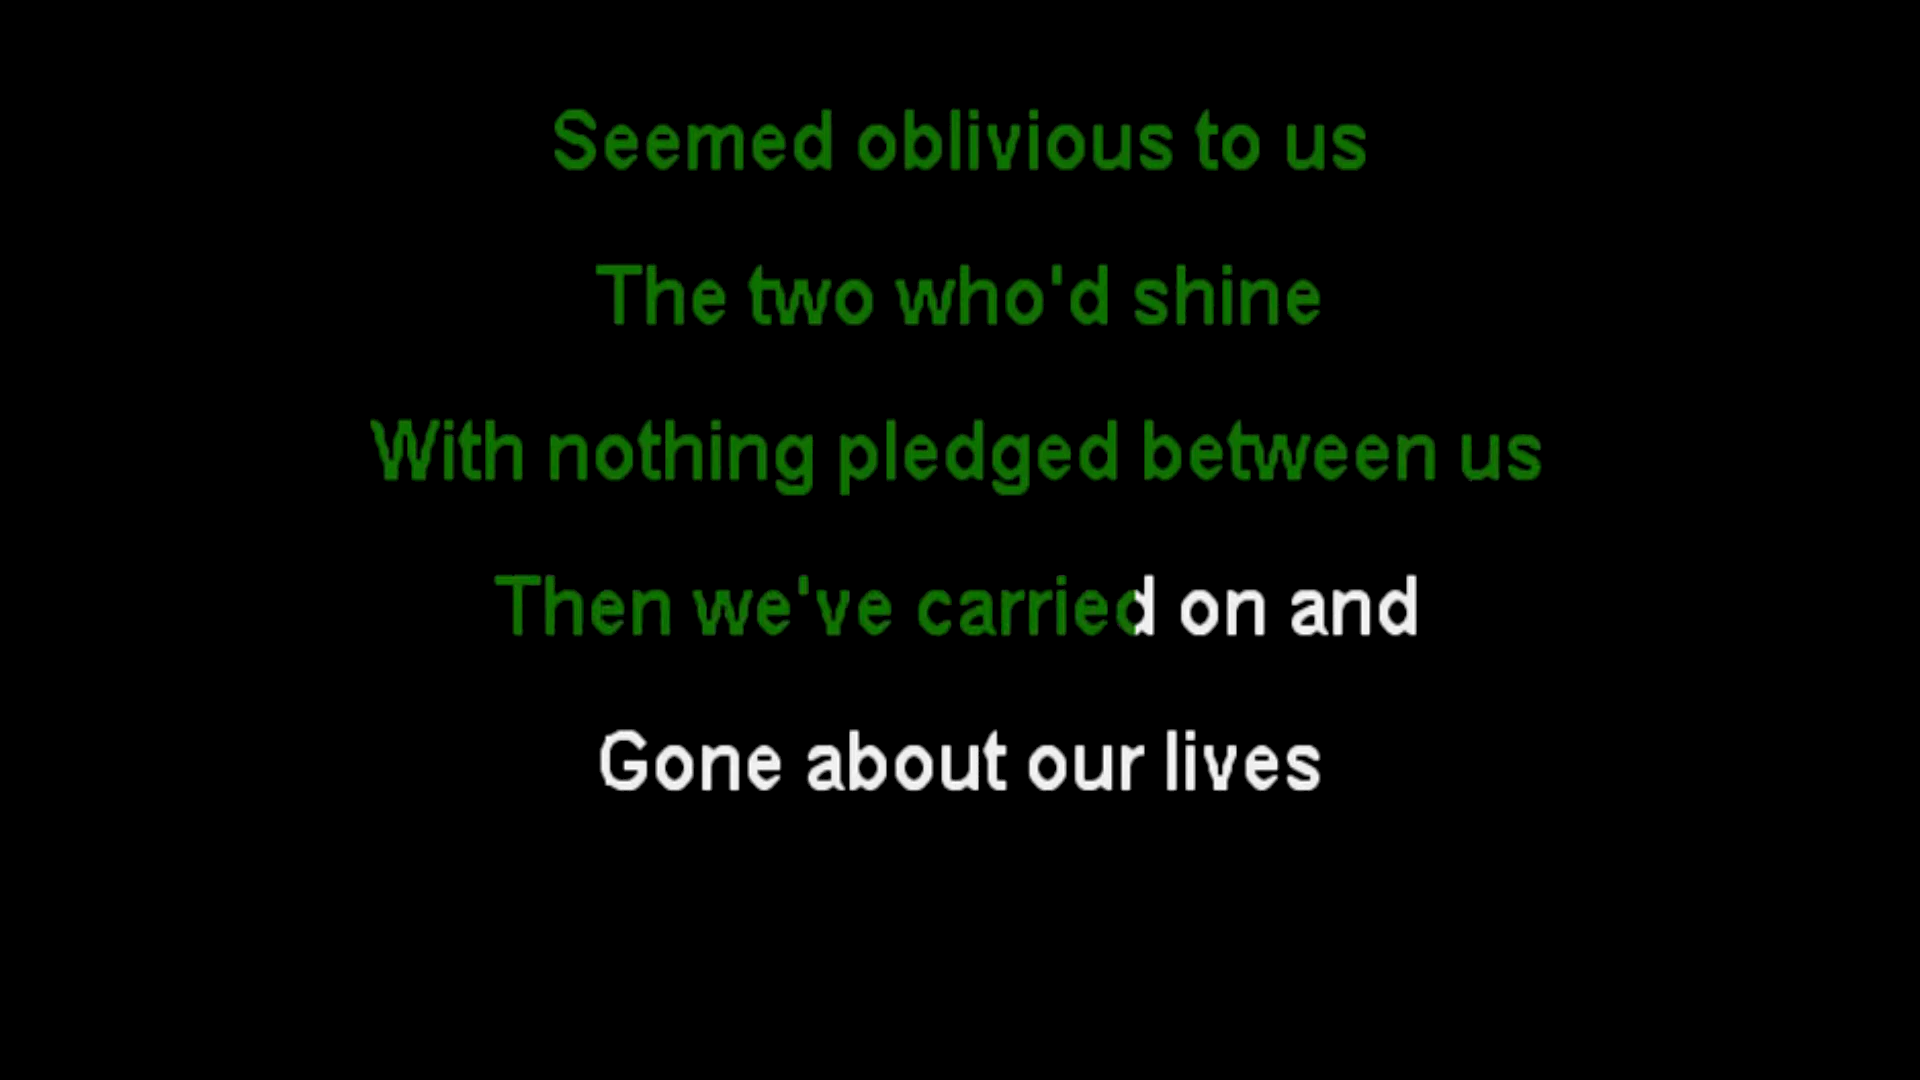 Seemed oblivious to us
The two who'd shine
With nothing pledged between us
Then we've carried on and
Gone about our lives